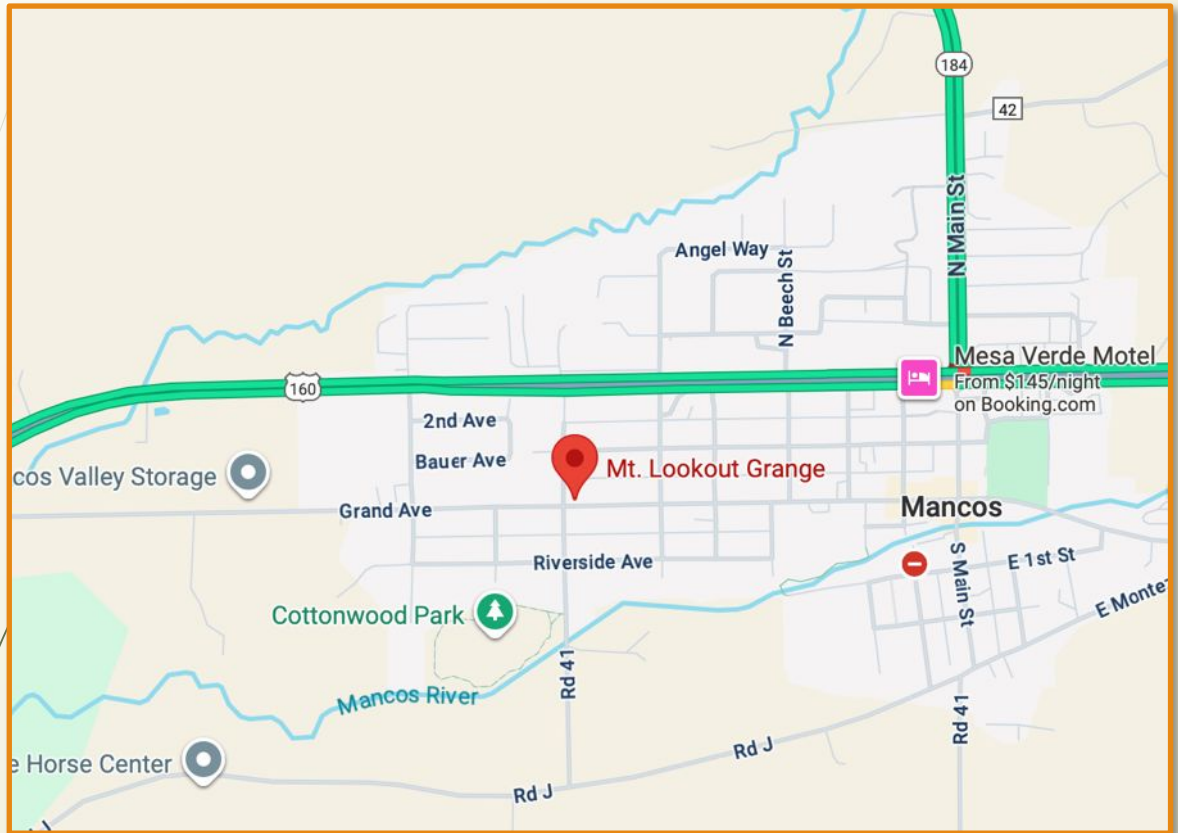 184
42
N Main St
Angel Way
N Beech St
Mesa Verde Motel
From $145/night
on Booking.com
160
2nd Ave
Bauer Ave
cos Valley Storage
Mt. Lookout Grange
Grand Ave
Mancos
Riverside Ave
S Main St
E 1st St
Cottonwood Park
E Monte
Mancos River
Rd 41
Rd 41
Rd J
e Horse Center
Rd J